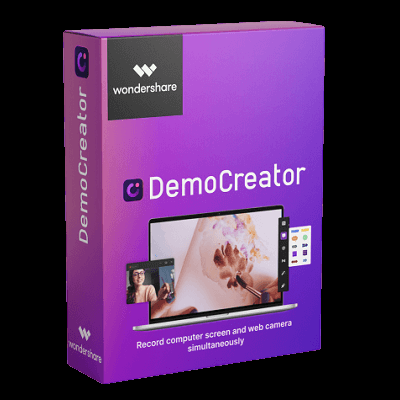 wondershare
DemoCreator
DemoCreator
Record computer screen and web camera
simultaneously
wondershare